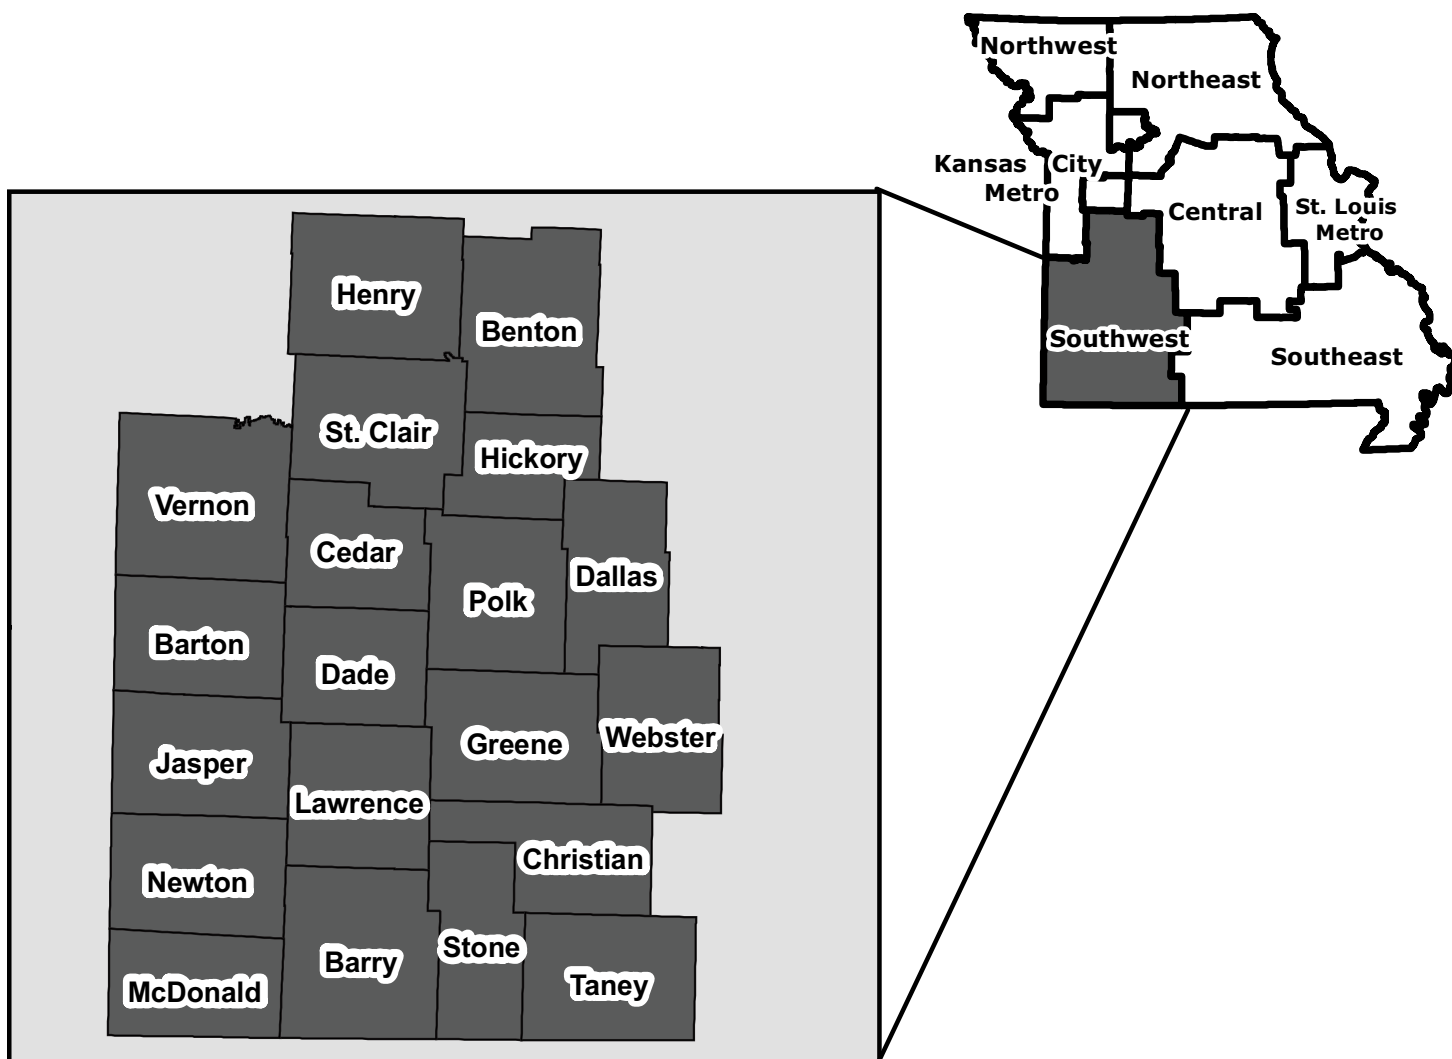 Northwest
Northeast
Kansas City
Metro
Central
St. Louis
Metro
Southwest
Southeast
Henry
Benton
St. Clair
Hickory
Vernon
Cedar
Dallas
Polk
Barton
Dade
Greene
Webster
Jasper
Lawrence
Christian
Newton
Stone
Barry
Taney
McDonald